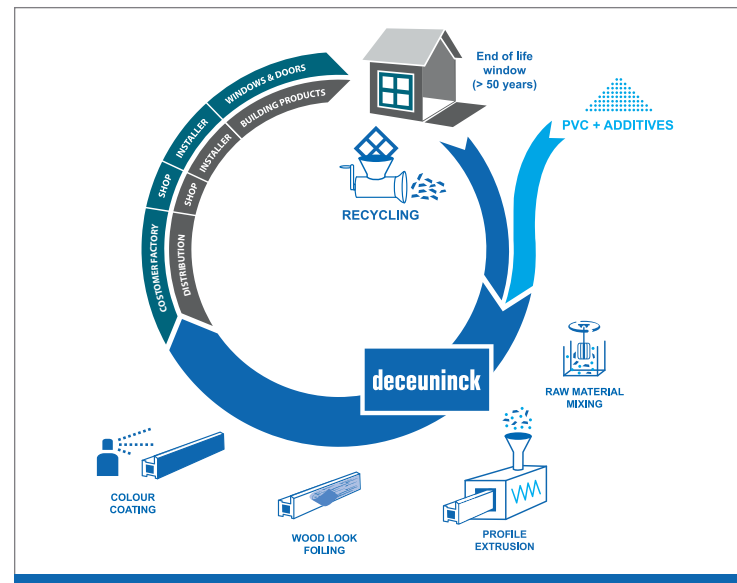 End of life
window
(> 50 years)
PVC + ADDITIVES
WINDOWS & DOORS
INSTALLER
SHOP
COSTOMER FACTORY
BUILDING PRODUCTS
INSTALLER
SHOP
DISTRIBUTION
RECYCLING
deceuninck
RAW MATERIAL
MIXING
COLOUR
COATING
WOOD LOOK
FOILING
PROFILE
EXTRUSION